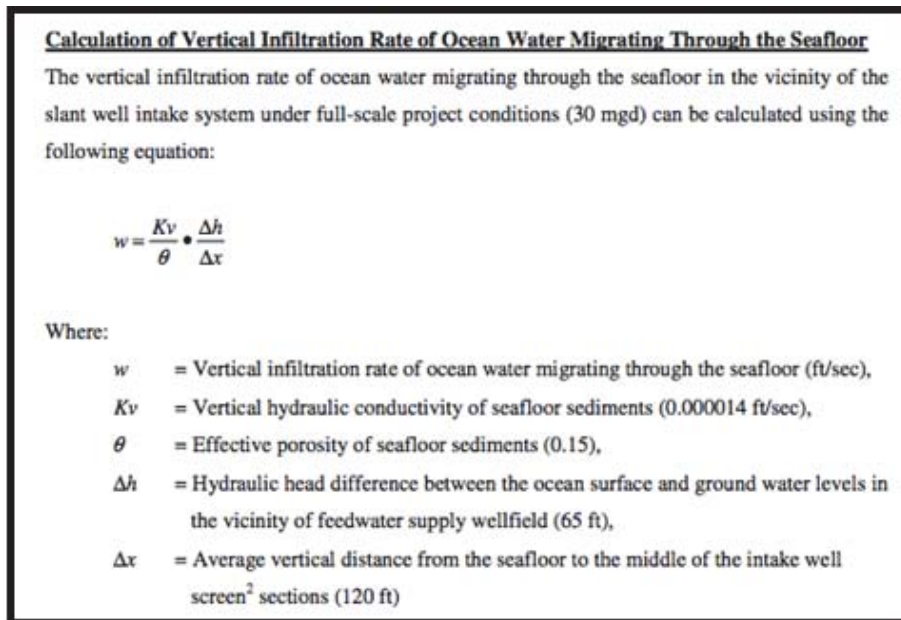 Calculation of Vertical Infiltration Rate of Ocean Water Migrating Through the Seafloor
The vertical infiltration rate of ocean water migrating through the seafloor in the vicinity of the
slant well intake system under full-scale project conditions (30 mgd) can be calculated using the
following equation:
w = Kv/θ • Δh/Δx
Where:
w = Vertical infiltration rate of ocean water migrating through the seafloor (ft/sec),
Kv = Vertical hydraulic conductivity of seafloor sediments (0.000014 ft/sec),
θ = Effective porosity of seafloor sediments (0.15),
Δh = Hydraulic head difference between the ocean surface and ground water levels in
the vicinity of feedwater supply wellfield (65 ft),
Δx = Average vertical distance from the seafloor to the middle of the intake well
screen² sections (120 ft)